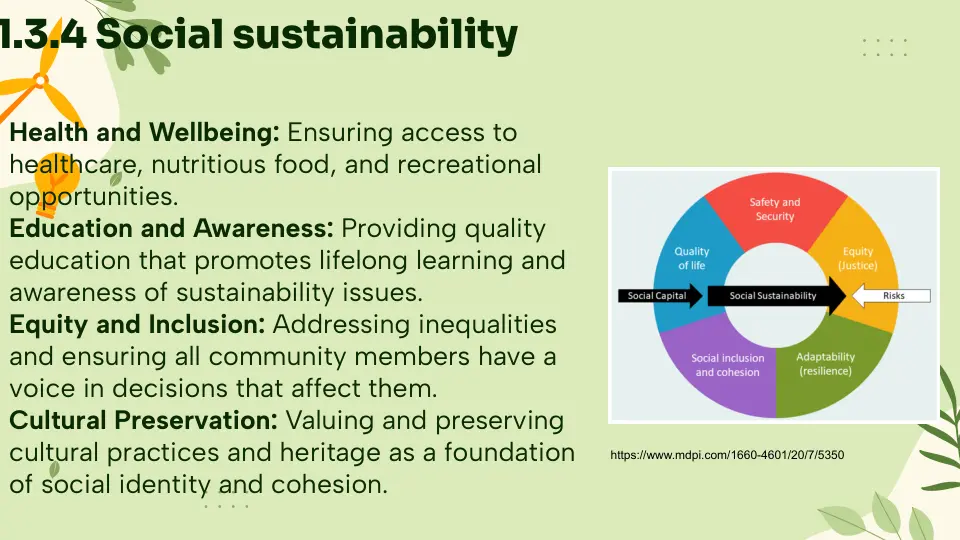 1.3.4 Social sustainability
Health and Wellbeing: Ensuring access to
healthcare, nutritious food, and recreational
opportunities.
Education and Awareness: Providing quality
education that promotes lifelong learning and
awareness of sustainability issues.
Equity and Inclusion: Addressing inequalities
and ensuring all community members have a
voice in decisions that affect them.
Cultural Preservation: Valuing and preserving
cultural practices and heritage as a foundation
of social identity and cohesion.
Safety and
Security
Quality
of life
Equity
(Justice)
Social Capital
Social Sustainability
Risks
Social inclusion
and cohesion
Adaptability
(resilience)
https://www.mdpi.com/1660-4601/20/7/5350